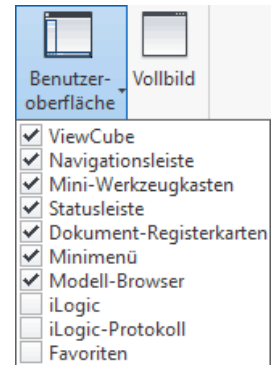 Benutzer-
oberfläche
Vollbild
ViewCube
Navigationsleiste
Mini-Werkzeugkasten
Statusleiste
Dokument-Registerkarten
Minimenü
Modell-Browser
iLogic
iLogic-Protokoll
Favoriten